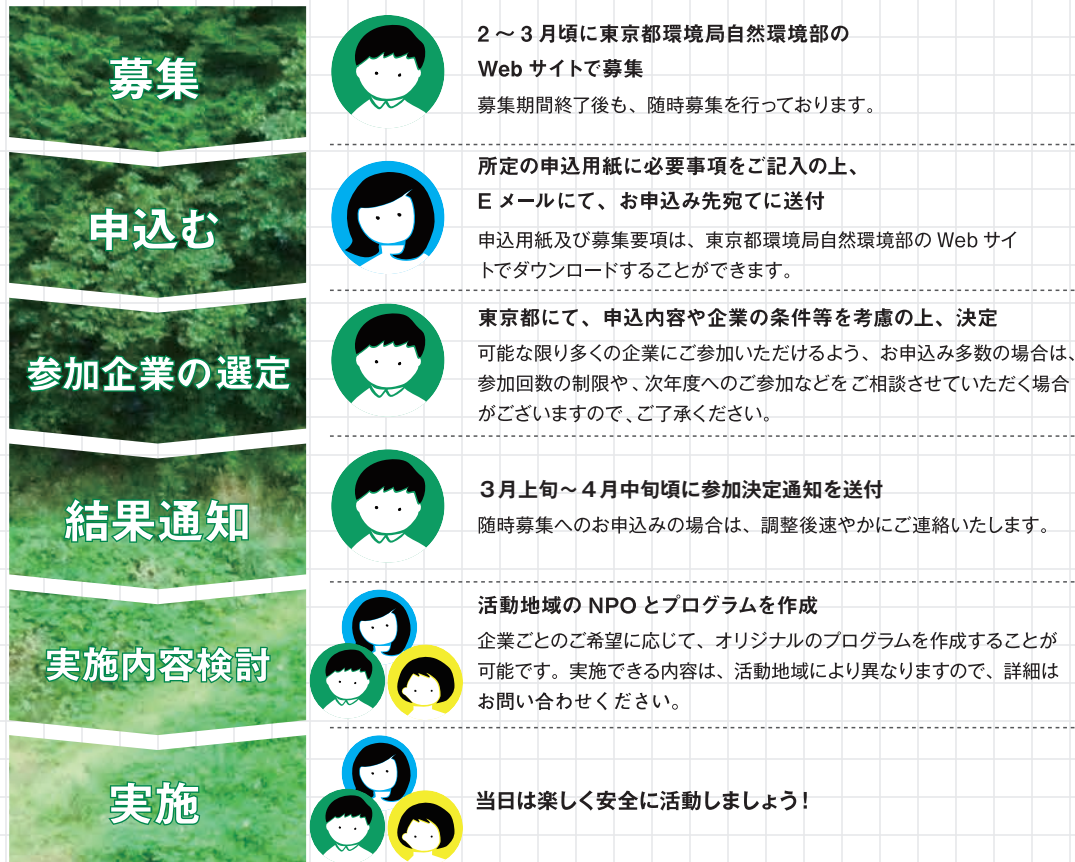 募集
2～3月頃に東京都環境局自然環境部の
Webサイトで募集
募集期間終了後も、随時募集を行っております。
申込む
所定の申込用紙に必要事項をご記入の上、
Eメールにて、お申込み先宛てに送付
申込用紙及び募集要項は、東京都環境局自然環境部のWebサイ
トでダウンロードすることができます。
参加企業の選定
東京都にて、申込内容や企業の条件等を考慮の上、決定
可能な限り多くの企業にご参加いただけるよう、お申込み多数の場合は、
参加回数の制限や、次年度へのご参加などをご相談させていただく場合
がございますので、ご了承ください。
結果通知
3月上旬～4月中旬頃に参加決定通知を送付
随時募集へのお申込みの場合は、調整後速やかにご連絡いたします。
実施内容検討
活動地域のNPOとプログラムを作成
企業ごとのご希望に応じて、オリジナルのプログラムを作成することが
可能です。実施できる内容は、活動地域により異なりますので、詳細は
お問い合わせください。
実施
当日は楽しく安全に活動しましょう！